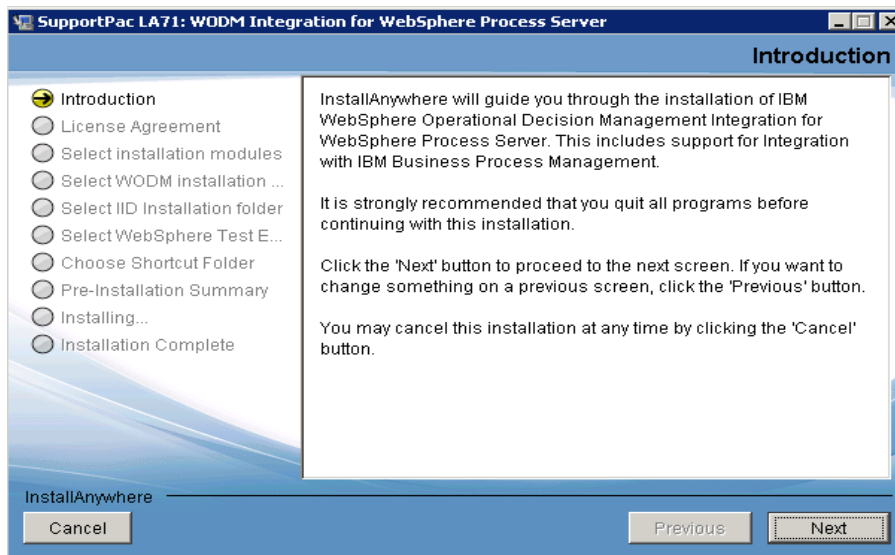 SupportPac LA71: WODM Integration for WebSphere Process Server
Introduction
Introduction
License Agreement
Select installation modules
Select WODM installation ...
Select IID Installation folder
Select WebSphere Test E...
Choose Shortcut Folder
Pre-Installation Summary
Installing...
Installation Complete
InstallAnywhere will guide you through the installation of IBM
WebSphere Operational Decision Management Integration for
WebSphere Process Server. This includes support for Integration
with IBM Business Process Management.
It is strongly recommended that you quit all programs before
continuing with this installation.
Click the 'Next' button to proceed to the next screen. If you want to
change something on a previous screen, click the 'Previous' button.
You may cancel this installation at any time by clicking the 'Cancel'
button.
InstallAnywhere
Cancel
Previous
Next